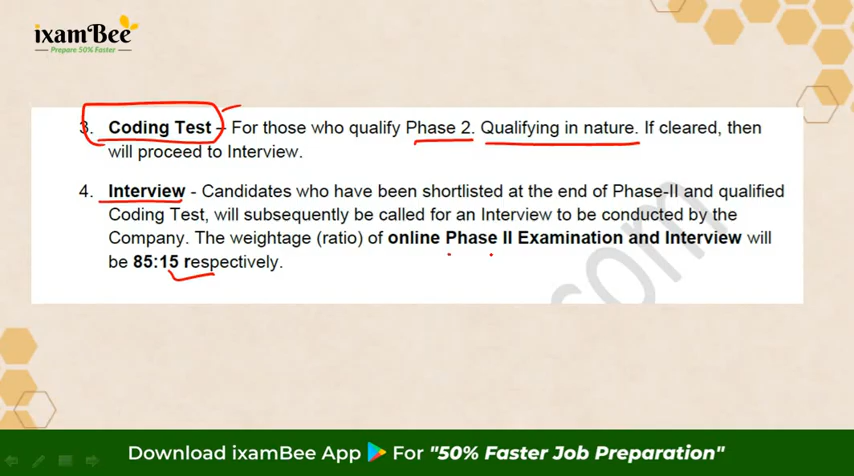 ixamBee
Prepare 50% Faster
3. Coding Test – For those who qualify Phase 2. Qualifying in nature. If cleared, then
will proceed to Interview.
4. Interview - Candidates who have been shortlisted at the end of Phase-II and qualified
Coding Test, will subsequently be called for an Interview to be conducted by the
Company. The weightage (ratio) of online Phase II Examination and Interview will
be 85:15 respectively.
com
Download ixamBee App For "50% Faster Job Preparation"